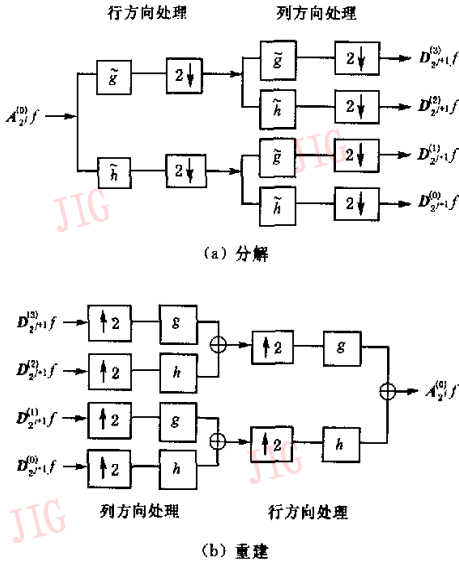 行方向处理 列方向处理
g̃ 2↓ g̃ 2↓ D^{(3)}_{2^{j+1}} f
h̃ 2↓ D^{(2)}_{2^{j+1}} f
A^{(0)}_{2^j} f
h̃ 2↓ g̃ 2↓ D^{(1)}_{2^{j+1}} f
h̃ 2↓ D^{(0)}_{2^{j+1}} f
JIG
JIG
(a) 分解
D^{(3)}_{2^{j+1}} f ↑2 g ↑2 g
D^{(2)}_{2^{j+1}} f ↑2 h
A^{(0)}_{2^j} f
D^{(1)}_{2^{j+1}} f ↑2 g ↑2 h
D^{(0)}_{2^{j+1}} f ↑2 h
JIG
JIG
列方向处理 行方向处理
(b) 重建